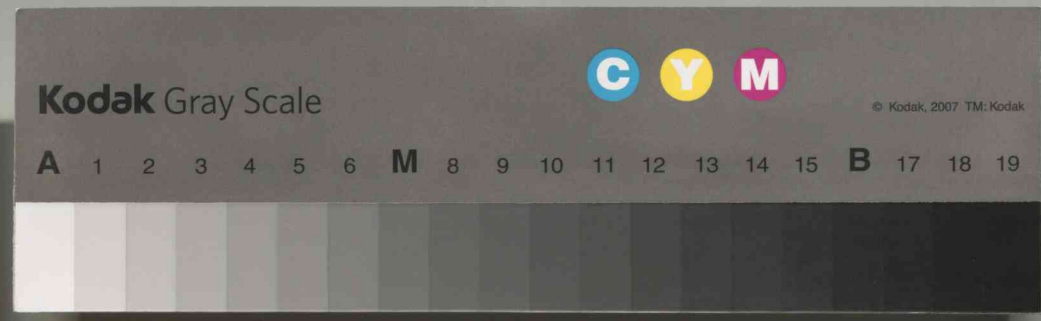 C Y M
Kodak Gray Scale
© Kodak, 2007 TM: Kodak
A 1 2 3 4 5 6 M 8 9 10 11 12 13 14 15 B 17 18 19